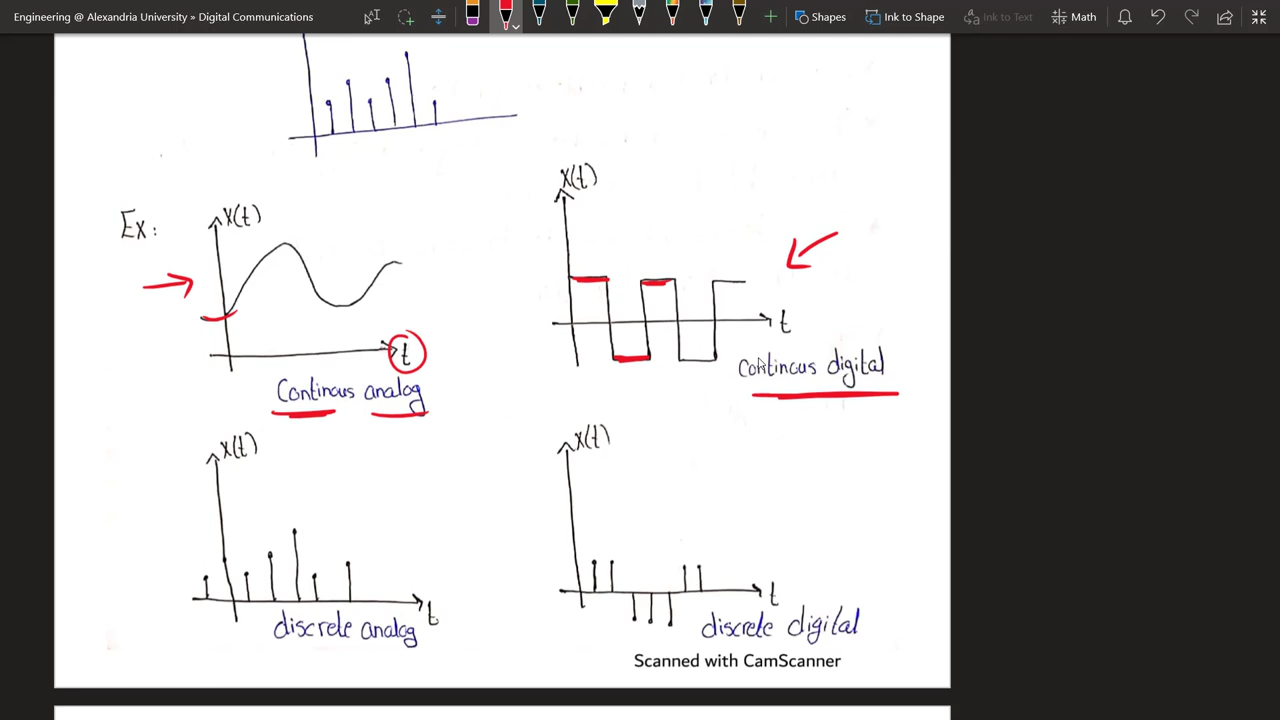 Engineering @ Alexandria University » Digital Communications
Shapes
Ink to Shape
Ink to Text
Math
x(t)
Ex:
x(t)
t
t
Continous analog
Continous digital
x(t)
x(t)
t
t
discrete analog
discrete digital
Scanned with CamScanner